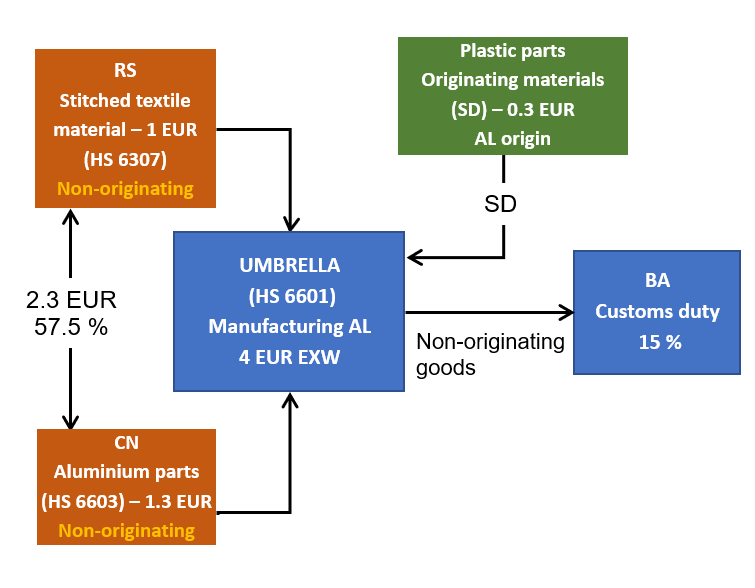 RS
Stitched textile
material – 1 EUR
(HS 6307)
Non-originating
Plastic parts
Originating materials
(SD) – 0.3 EUR
AL origin
SD
2.3 EUR
57.5 %
UMBRELLA
(HS 6601)
Manufacturing AL
4 EUR EXW
Non-originating
goods
BA
Customs duty
15 %
CN
Aluminium parts
(HS 6603) – 1.3 EUR
Non-originating